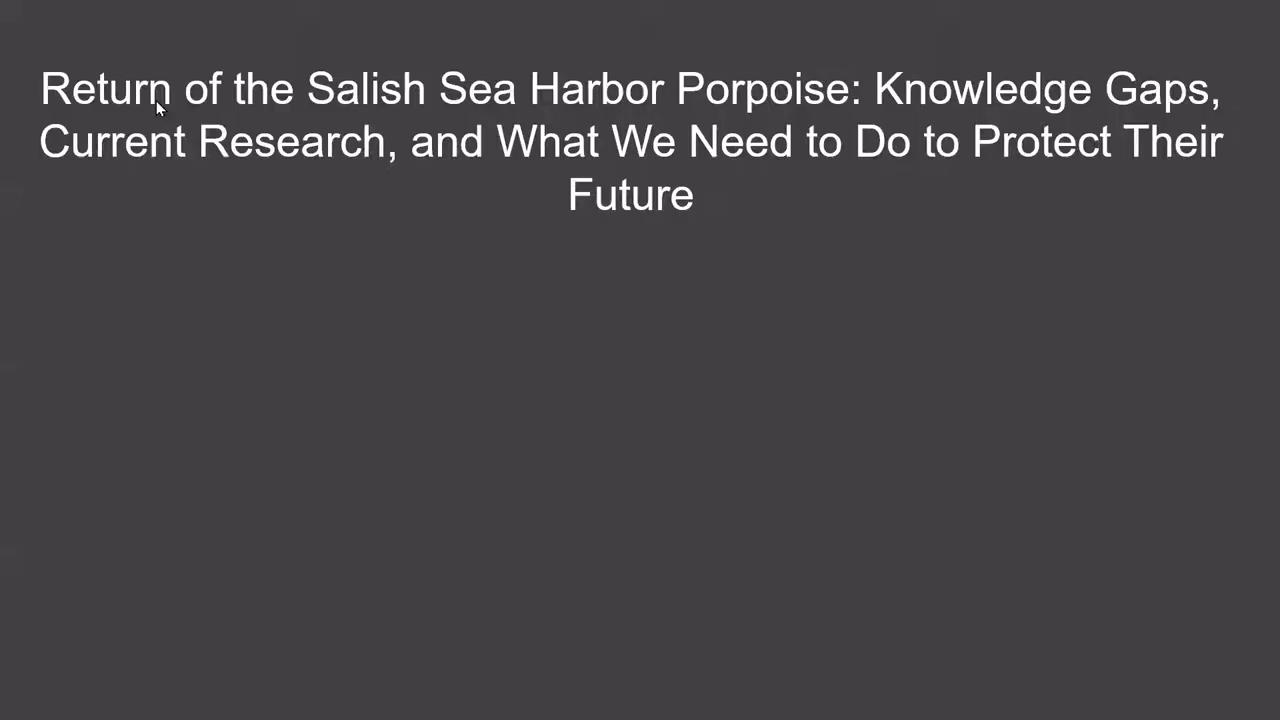 Return of the Salish Sea Harbor Porpoise: Knowledge Gaps,
Current Research, and What We Need to Do to Protect Their
Future